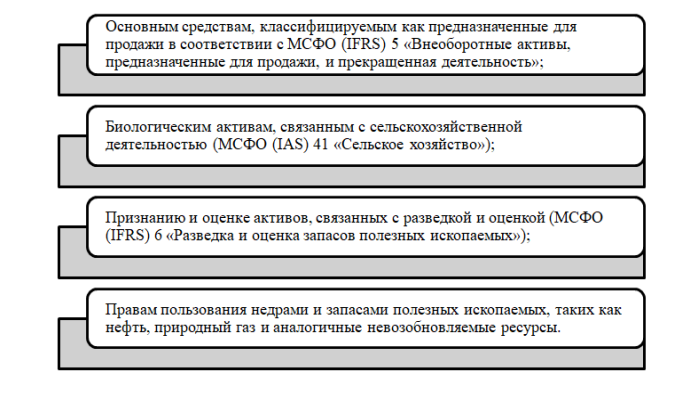 Основным средствам, классифицируемым как предназначенные для
продажи в соответствии с МСФО (IFRS) 5 «Внеоборотные активы,
предназначенные для продажи, и прекращенная деятельность»;
Биологическим активам, связанным с сельскохозяйственной
деятельностью (МСФО (IAS) 41 «Сельское хозяйство»);
Признанию и оценке активов, связанных с разведкой и оценкой (МСФО
(IFRS) 6 «Разведка и оценка запасов полезных ископаемых»);
Правам пользования недрами и запасами полезных ископаемых, таких как
нефть, природный газ и аналогичные невозобновляемые ресурсы.